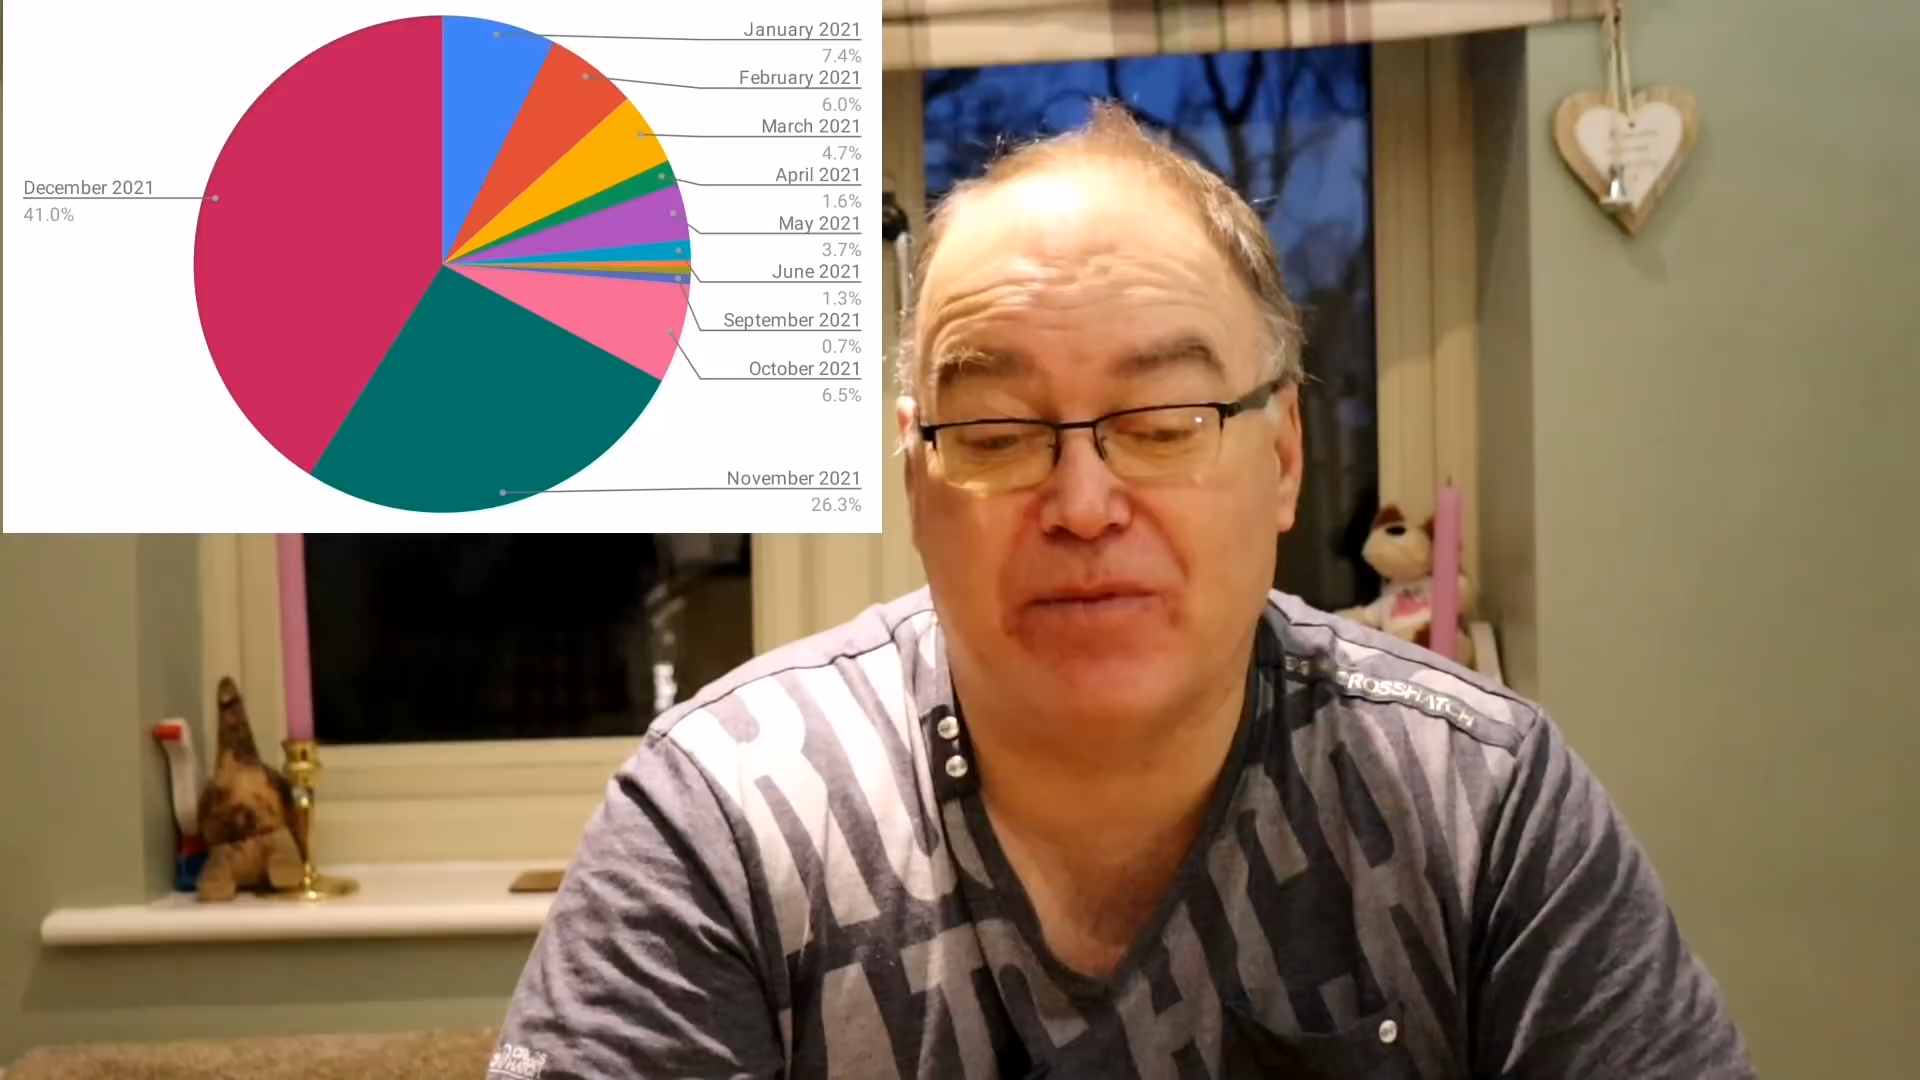 January 2021
7.4%
February 2021
6.0%
March 2021
4.7%
April 2021
1.6%
May 2021
3.7%
June 2021
1.3%
September 2021
0.7%
October 2021
6.5%
November 2021
26.3%
December 2021
41.0%
ROSSHATCH